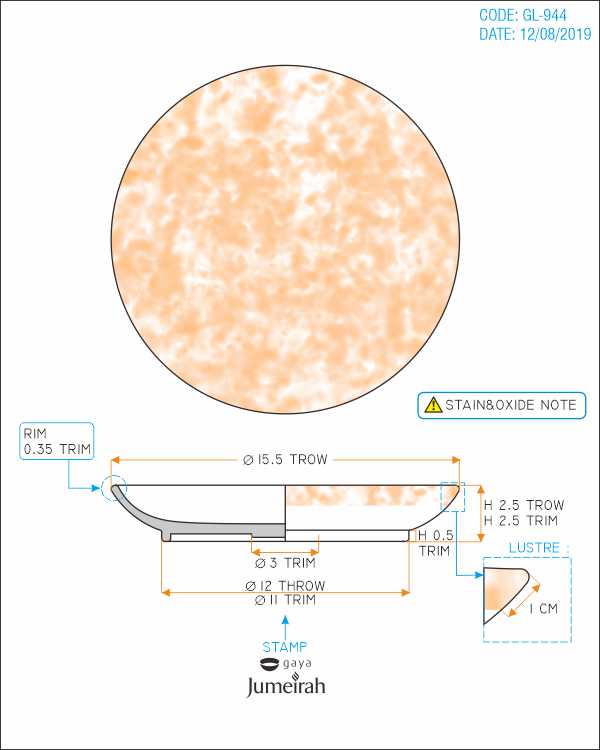 CODE: GL-944
DATE: 12/08/2019
STAIN&OXIDE NOTE
RIM
0.35 TRIM
Ø 15.5 TROW
H 2.5 TROW
H 2.5 TRIM
H 0.5
TRIM
Ø 3 TRIM
LUSTRE :
Ø 12 THROW
Ø 11 TRIM
1 CM
STAMP
gaya
Jumeirah